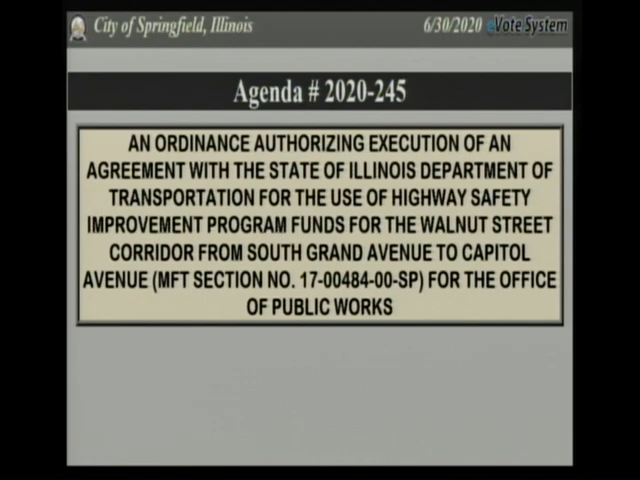 City of Springfield, Illinois 6/30/2020 eVote System
Agenda # 2020-245
AN ORDINANCE AUTHORIZING EXECUTION OF AN
AGREEMENT WITH THE STATE OF ILLINOIS DEPARTMENT OF
TRANSPORTATION FOR THE USE OF HIGHWAY SAFETY
IMPROVEMENT PROGRAM FUNDS FOR THE WALNUT STREET
CORRIDOR FROM SOUTH GRAND AVENUE TO CAPITOL
AVENUE (MFT SECTION NO. 17-00484-00-SP) FOR THE OFFICE
OF PUBLIC WORKS